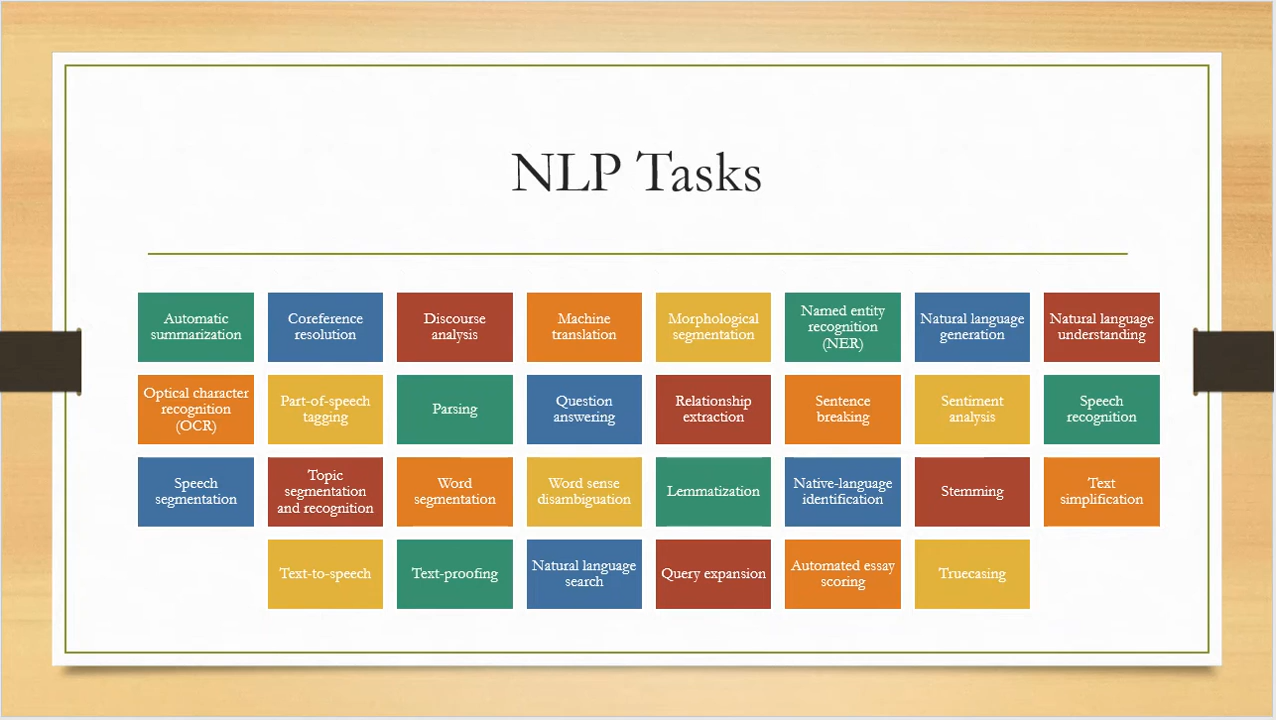 NLP Tasks
Automatic
summarization
Coreference
resolution
Discourse
analysis
Machine
translation
Morphological
segmentation
Named entity
recognition
(NER)
Natural language
generation
Natural language
understanding
Optical character
recognition
(OCR)
Part-of-speech
tagging
Parsing
Question
answering
Relationship
extraction
Sentence
breaking
Sentiment
analysis
Speech
recognition
Speech
segmentation
Topic
segmentation
and recognition
Word
segmentation
Word sense
disambiguation
Lemmatization
Native-language
identification
Stemming
Text
simplification
Text-to-speech
Text-proofing
Natural language
search
Query expansion
Automated essay
scoring
Truecasing